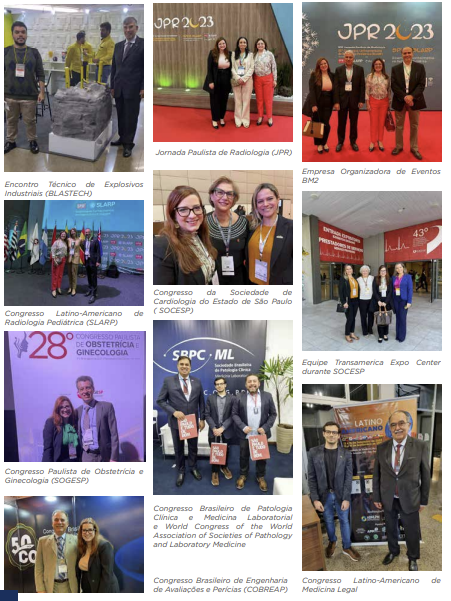 JPR 2023
JPR 2023
Jornada Paulista de Radiologia (JPR)
Empresa Organizadora de Eventos
BM2
Encontro Técnico de Explosivos
Industriais (BLASTECH)
SLARP
Congresso Latino-Americano de
Radiologia Pediátrica (SLARP)
Congresso da Sociedade de
Cardiologia do Estado de São Paulo
( SOCESP)
43º
Equipe Transamerica Expo Center
durante SOCESP
28º
CONGRESSO PAULISTA
DE OBSTETRÍCIA E
GINECOLOGIA
Congresso Paulista de Obstetrícia e
Ginecologia (SOGESP)
SBPC ML
Sociedade Brasileira
de Patologia Clínica
Congresso Brasileiro de Patologia
Clínica e Medicina Laboratorial
e World Congress of the World
Association of Societies of Pathology
and Laboratory Medicine
LATINO
Congresso Brasileiro de Engenharia
de Avaliações e Perícias (COBREAP)
Congresso Latino-Americano de
Medicina Legal